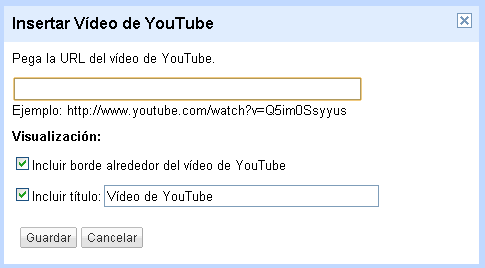 Insertar Vídeo de YouTube
Pega la URL del vídeo de YouTube.
Ejemplo: http://www.youtube.com/watch?v=Q5im0Ssyyus
Visualización:
Incluir borde alrededor del vídeo de YouTube
Incluir título: Vídeo de YouTube
Guardar Cancelar